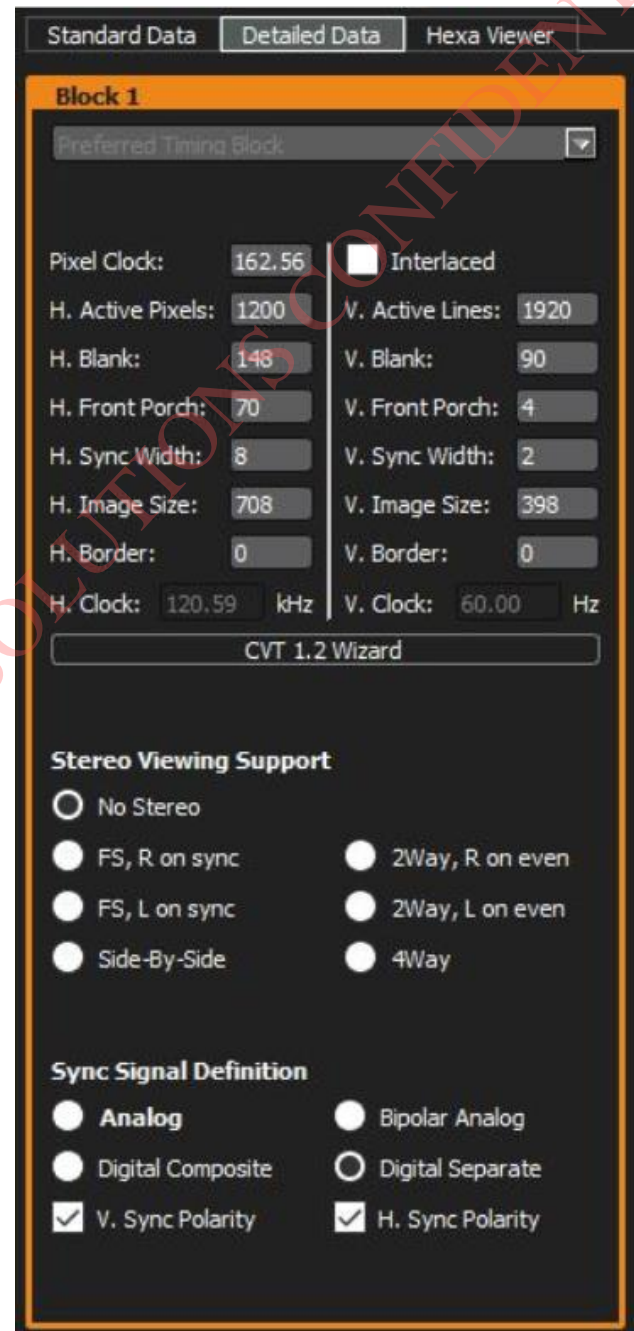 Standard Data Detailed Data Hexa Viewer
Block 1
Preferred Timing Block
Pixel Clock: 162.56 Interlaced
H. Active Pixels: 1200 V. Active Lines: 1920
H. Blank: 148 V. Blank: 90
H. Front Porch: 70 V. Front Porch: 4
H. Sync Width: 8 V. Sync Width: 2
H. Image Size: 708 V. Image Size: 398
H. Border: 0 V. Border: 0
H. Clock: 120.59 kHz V. Clock: 60.00 Hz
CVT 1.2 Wizard
Stereo Viewing Support
No Stereo
FS, R on sync 2Way, R on even
FS, L on sync 2Way, L on even
Side-By-Side 4Way
Sync Signal Definition
Analog Bipolar Analog
Digital Composite Digital Separate
V. Sync Polarity H. Sync Polarity
SOLUTIONS CONFIDENT